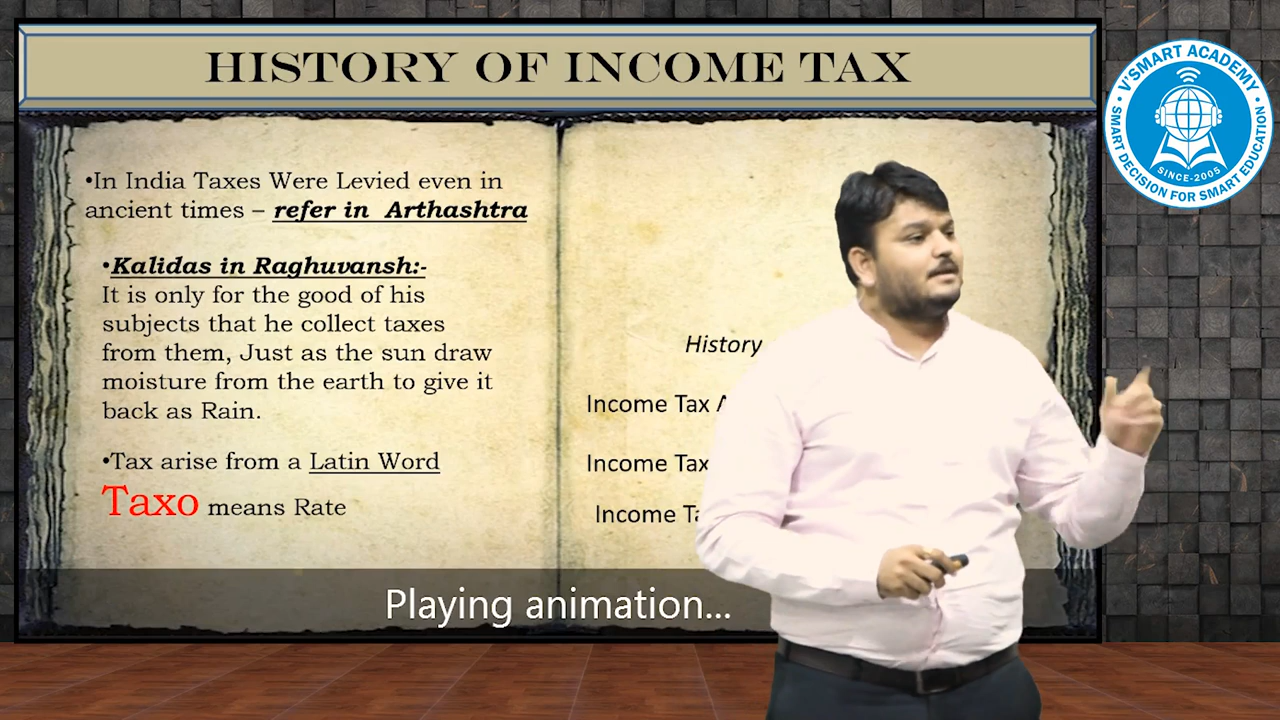 HISTORY OF INCOME TAX
V'SMART ACADEMY
SMART DECISION FOR SMART EDUCATION
SINCE-2005
•In India Taxes Were Levied even in
ancient times – refer in Arthashtra
•Kalidas in Raghuvansh:-
It is only for the good of his
subjects that he collect taxes
from them, Just as the sun draw
moisture from the earth to give it
back as Rain.
•Tax arise from a Latin Word
Taxo means Rate
History
Income Tax
Income Tax
Income
Playing animation...